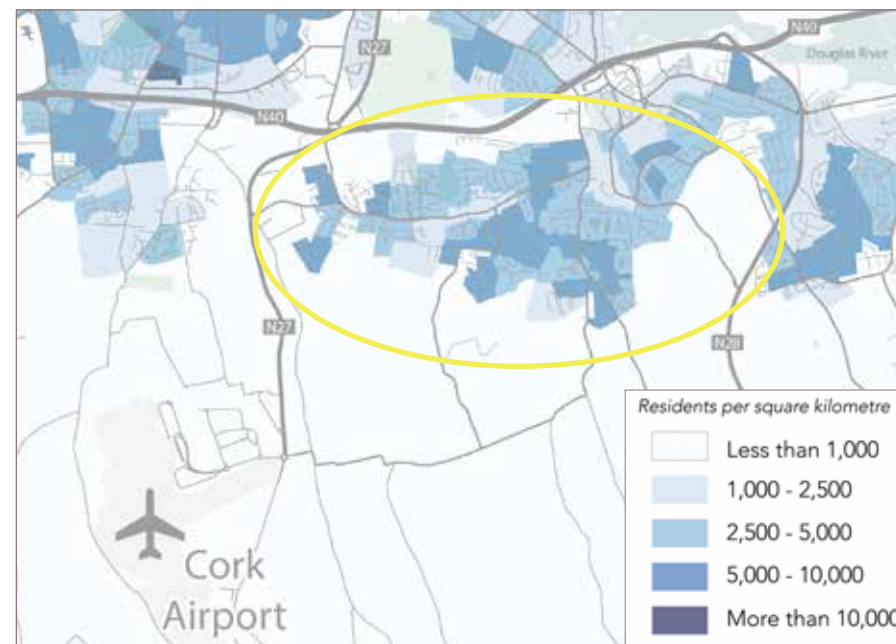 N27
N40
Douglas River
N40
N27
N28
Cork
Airport
Residents per square kilometre
Less than 1,000
1,000 - 2,500
2,500 - 5,000
5,000 - 10,000
More than 10,000